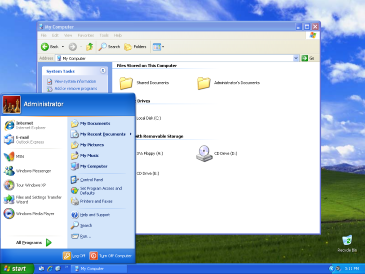 My Computer
File Edit View Favorites Tools Help
Back Search Folders
Address My Computer Go
System Tasks
View system information
Add or remove programs
Files Stored on This Computer
Shared Documents Administrator's Documents
Drives
Local Disk (C:)
with Removable Storage
3½ Floppy (A:) CD Drive (D:)
CD Drive (E:)
Administrator
Internet
Internet Explorer
E-mail
Outlook Express
MSN
Windows Messenger
Tour Windows XP
Files and Settings Transfer
Wizard
Windows Media Player
All Programs
My Documents
My Recent Documents
My Pictures
My Music
My Computer
Control Panel
Set Program Access and
Defaults
Printers and Faxes
Help and Support
Search
Run...
Log Off Turn Off Computer
Recycle Bin
start My Computer